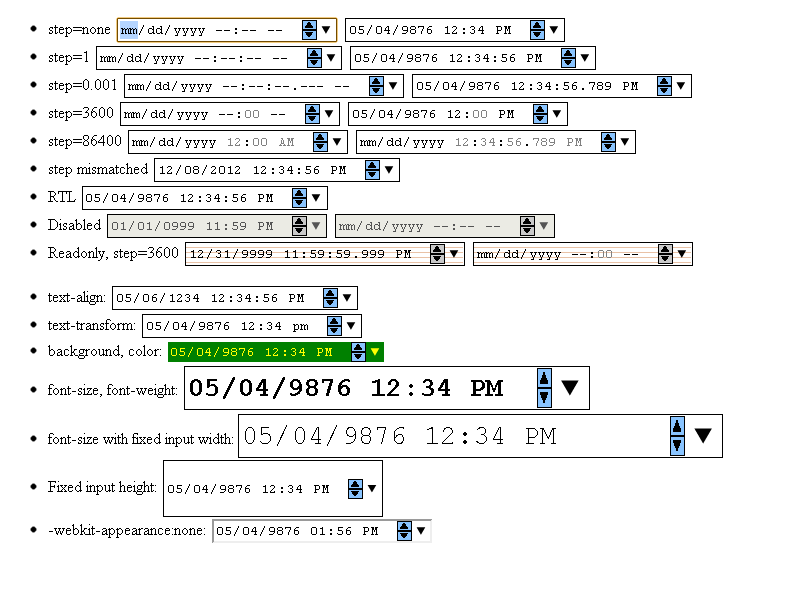 step=none mm/dd/yyyy --:-- -- 05/04/9876 12:34 PM
step=1 mm/dd/yyyy --:--:-- -- 05/04/9876 12:34:56 PM
step=0.001 mm/dd/yyyy --:--:--.--- -- 05/04/9876 12:34:56.789 PM
step=3600 mm/dd/yyyy --:00 -- 05/04/9876 12:00 PM
step=86400 mm/dd/yyyy 12:00 AM mm/dd/yyyy 12:34:56.789 PM
step mismatched 12/08/2012 12:34:56 PM
RTL 05/04/9876 12:34:56 PM
Disabled 01/01/0999 11:59 PM mm/dd/yyyy --:-- --
Readonly, step=3600 12/31/9999 11:59:59.999 PM mm/dd/yyyy --:00 --
text-align: 05/06/1234 12:34:56 PM
text-transform: 05/04/9876 12:34 pm
background, color: 05/04/9876 12:34 PM
font-size, font-weight: 05/04/9876 12:34 PM
font-size with fixed input width: 05/04/9876 12:34 PM
Fixed input height: 05/04/9876 12:34 PM
-webkit-appearance:none: 05/04/9876 01:56 PM